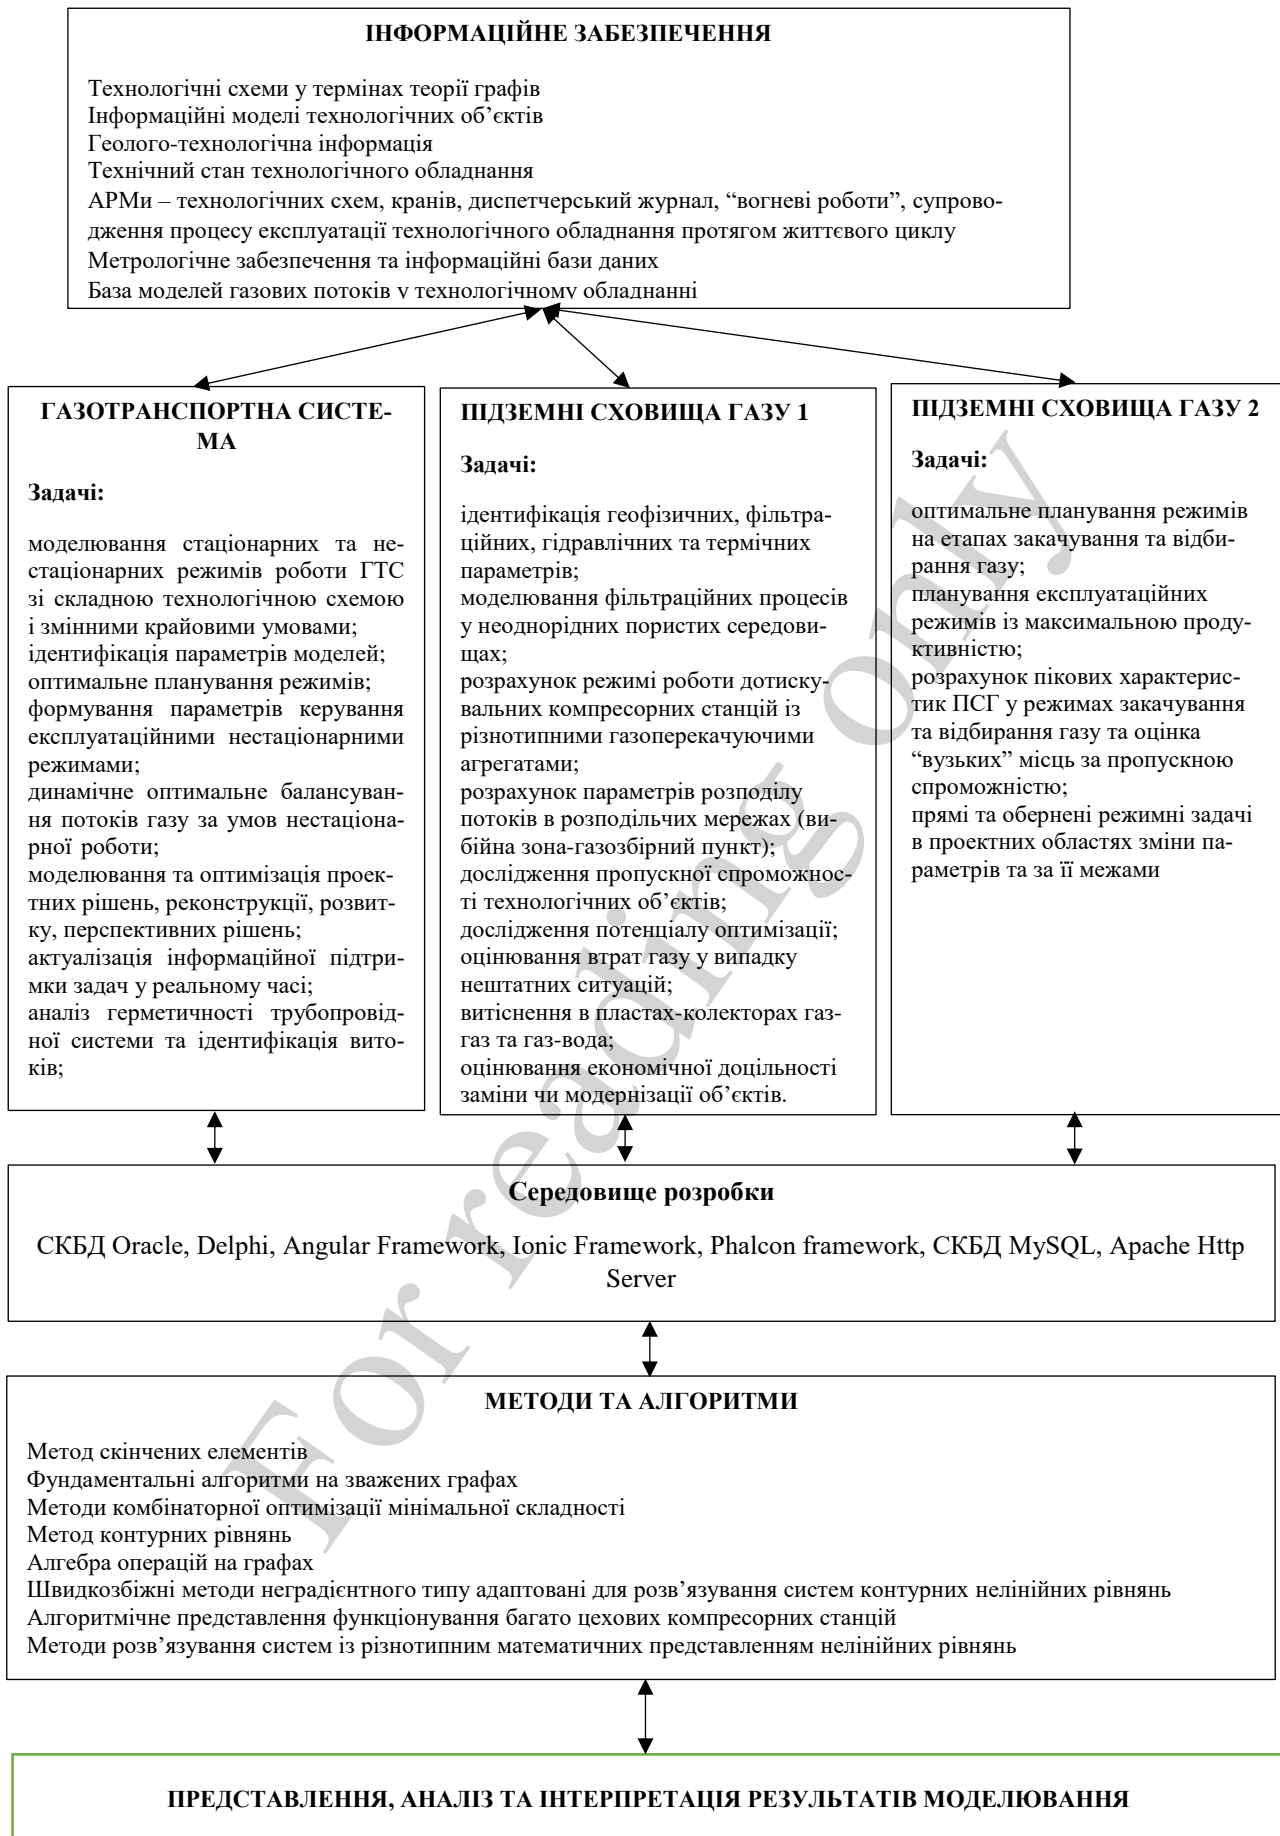 ІНФОРМАЦІЙНЕ ЗАБЕЗПЕЧЕННЯ
Технологічні схеми у термінах теорії графів
Інформаційні моделі технологічних об’єктів
Геолого-технологічна інформація
Технічний стан технологічного обладнання
АРМи – технологічних схем, кранів, диспетчерський журнал, “вогневі роботи”, супрово-
дження процесу експлуатації технологічного обладнання протягом життєвого циклу
Метрологічне забезпечення та інформаційні бази даних
База моделей газових потоків у технологічному обладнанні
ГАЗОТРАНСПОРТНА СИСТЕ-
МА
Задачі:
моделювання стаціонарних та не-
стаціонарних режимів роботи ГТС
зі складною технологічною схемою
і змінними крайовими умовами;
ідентифікація параметрів моделей;
оптимальне планування режимів;
формування параметрів керування
експлуатаційними нестаціонарними
режимами;
динамічне оптимальне балансуван-
ня потоків газу за умов нестаціона-
рної роботи;
моделювання та оптимізація проек-
тних рішень, реконструкції, розвит-
ку, перспективних рішень;
актуалізація інформаційної підтри-
мки задач у реальному часі;
аналіз герметичності трубопровід-
ної системи та ідентифікація вито-
ків;
ПІДЗЕМНІ СХОВИЩА ГАЗУ 1
Задачі:
ідентифікація геофізичних, фільтра-
ційних, гідравлічних та термічних
параметрів;
моделювання фільтраційних процесів
у неоднорідних пористих середови-
щах;
розрахунок режимі роботи дотиску-
вальних компресорних станцій із
різнотипними газоперекачуючими
агрегатами;
розрахунок параметрів розподілу
потоків в розподільчих мережах (ви-
бійна зона-газозбірний пункт);
дослідження пропускної спроможнос-
ті технологічних об’єктів;
дослідження потенціалу оптимізації;
оцінювання втрат газу у випадку
нештатних ситуацій;
витіснення в пластах-колекторах газ-
газ та газ-вода;
оцінювання економічної доцільності
заміни чи модернізації об’єктів.
ПІДЗЕМНІ СХОВИЩА ГАЗУ 2
Задачі:
оптимальне планування режимів
на етапах закачування та відби-
рання газу;
планування експлуатаційних
режимів із максимальною проду-
ктивністю;
розрахунок пікових характерис-
тик ПСГ у режимах закачування
та відбирання газу та оцінка
“вузьких” місць за пропускною
спроможністю;
прямі та обернені режимні задачі
в проектних областях зміни па-
раметрів та за її межами
Середовище розробки
СКБД Oracle, Delphi, Angular Framework, Ionic Framework, Phalcon framework, СКБД MySQL, Apache Http
Server
МЕТОДИ ТА АЛГОРИТМИ
Метод скінчених елементів
Фундаментальні алгоритми на зважених графах
Методи комбінаторної оптимізації мінімальної складності
Метод контурних рівнянь
Алгебра операцій на графах
Швидкозбіжні методи неградієнтного типу адаптовані для розв’язування систем контурних нелінійних рівнянь
Алгоритмічне представлення функціонування багато цехових компресорних станцій
Методи розв’язування систем із різнотипним математичних представленням нелінійних рівнянь
ПРЕДСТАВЛЕННЯ, АНАЛІЗ ТА ІНТЕРПРЕТАЦІЯ РЕЗУЛЬТАТІВ МОДЕЛЮВАННЯ
For reading only